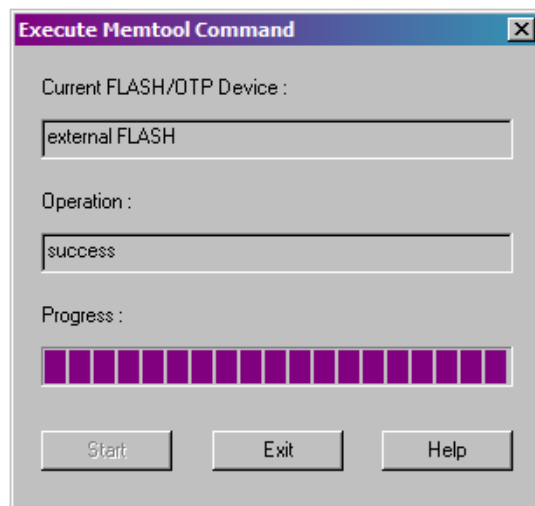 Execute Memtool Command
Current FLASH/OTP Device :
external FLASH
Operation :
success
Progress :
Start Exit Help